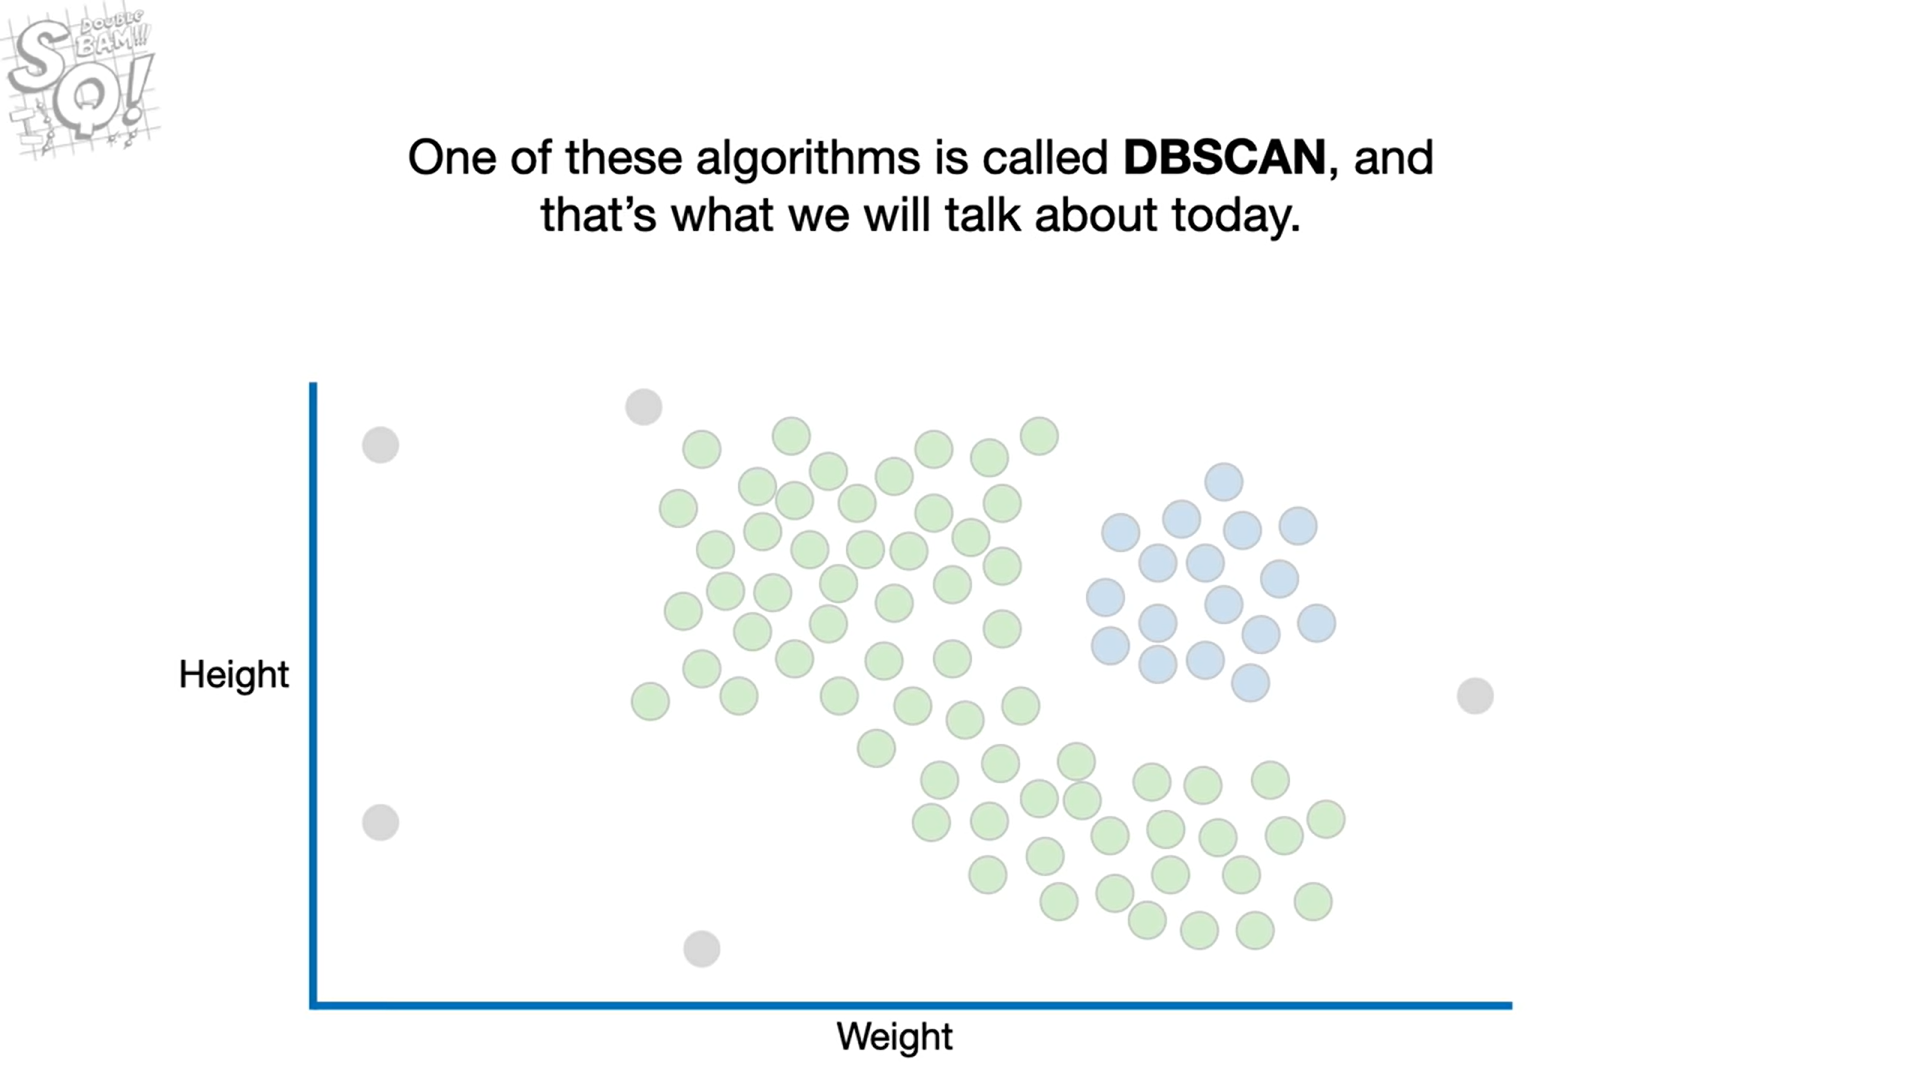 DOUBLE
BAM!!!
SQ!
One of these algorithms is called DBSCAN, and
that’s what we will talk about today.
Height
Weight